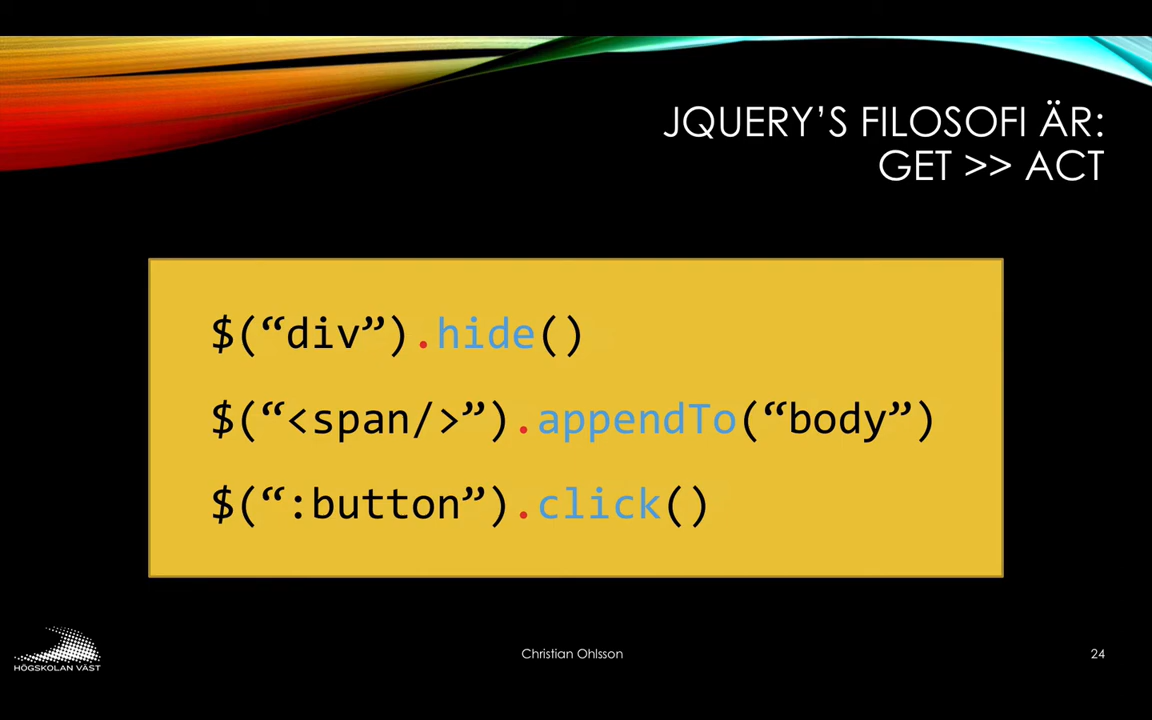 JQUERY’S FILOSOFI ÄR:
GET >> ACT
$(“div”).hide()
$(“<span/>”).appendTo(“body”)
$(“:button”).click()
HÖGSKOLAN VÄST
Christian Ohlsson
24